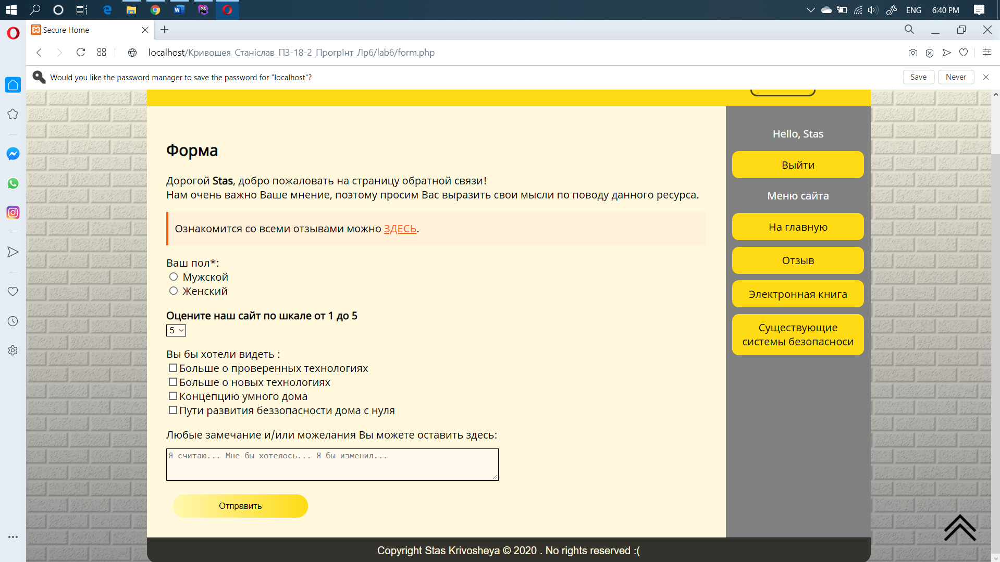 ENG
6:40 PM
Secure Home
localhost/Кривошея_Станіслав_ПЗ-18-2_ПрогрІнт_Лр6/lab6/form.php
Would you like the password manager to save the password for "localhost"?
Save
Never
Форма
Дорогой Stas, добро пожаловать на страницу обратной связи!
Нам очень важно Ваше мнение, поэтому просим Вас выразить свои мысли по поводу данного ресурса.
Ознакомится со всеми отзывами можно ЗДЕСЬ.
Ваш пол*:
Мужской
Женский
Оцените наш сайт по шкале от 1 до 5
5
Вы бы хотели видеть :
Больше о проверенных технологиях
Больше о новых технологиях
Концепцию умного дома
Пути развития беззопасности дома с нуля
Любые замечание и/или можелания Вы можете оставить здесь:
Я считаю... Мне бы хотелось... Я бы изменил...
Отправить
Hello, Stas
Выйти
Меню сайта
На главную
Отзыв
Электронная книга
Существующие
системы безопасноси
Copyright Stas Krivosheya © 2020 . No rights reserved :(